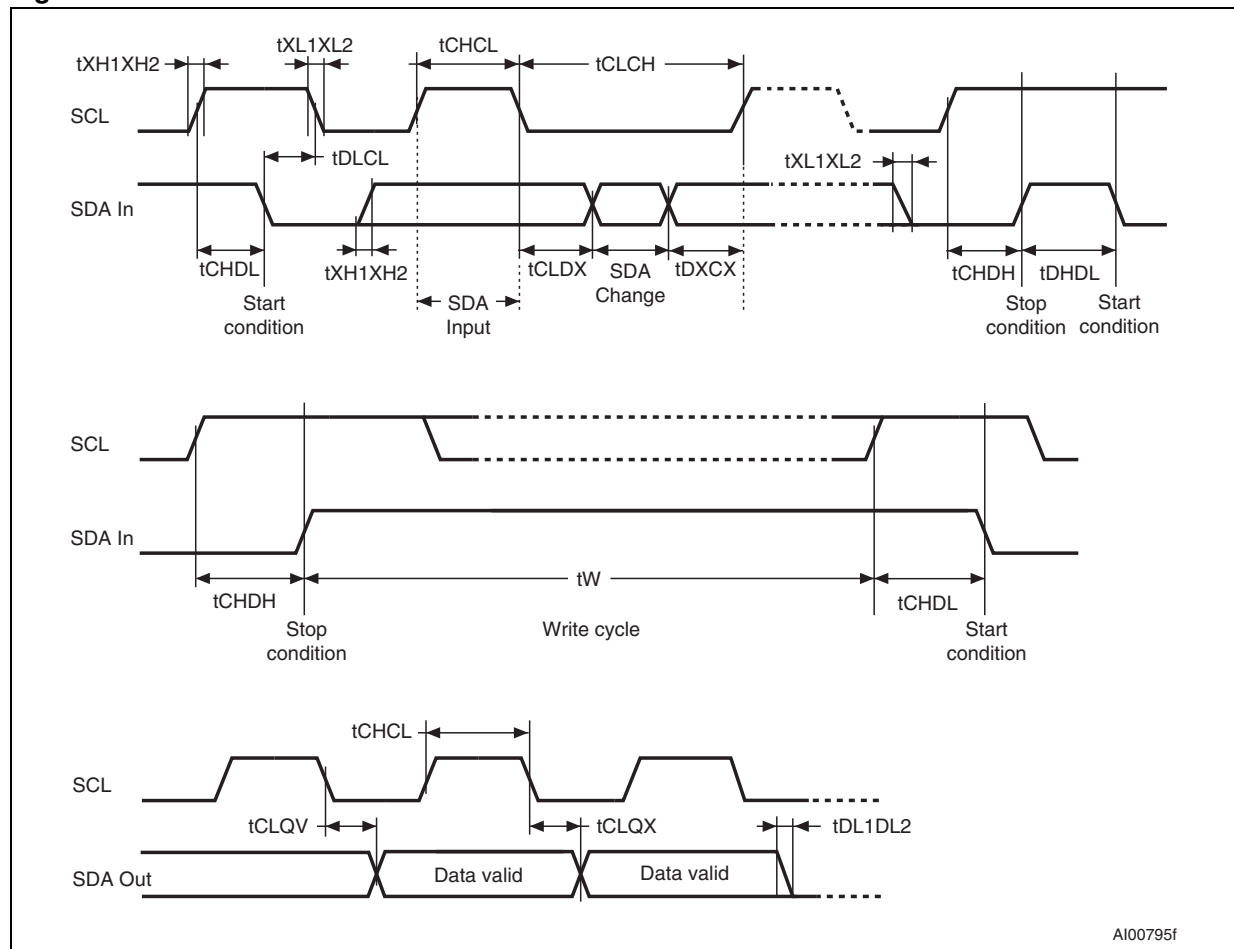 tXL1XL2
tCHCL
tXH1XH2
tCLCH
SCL
tDLCL
tXL1XL2
SDA In
tCHDL
tXH1XH2
tCLDX
SDA
Change
tDXCX
tCHDH
tDHDL
Start
condition
SDA
Input
Stop
condition
Start
condition
SCL
SDA In
tCHDH
tW
tCHDL
Stop
condition
Write cycle
Start
condition
tCHCL
SCL
tCLQV
tCLQX
tDL1DL2
SDA Out
Data valid
Data valid
AI00795f